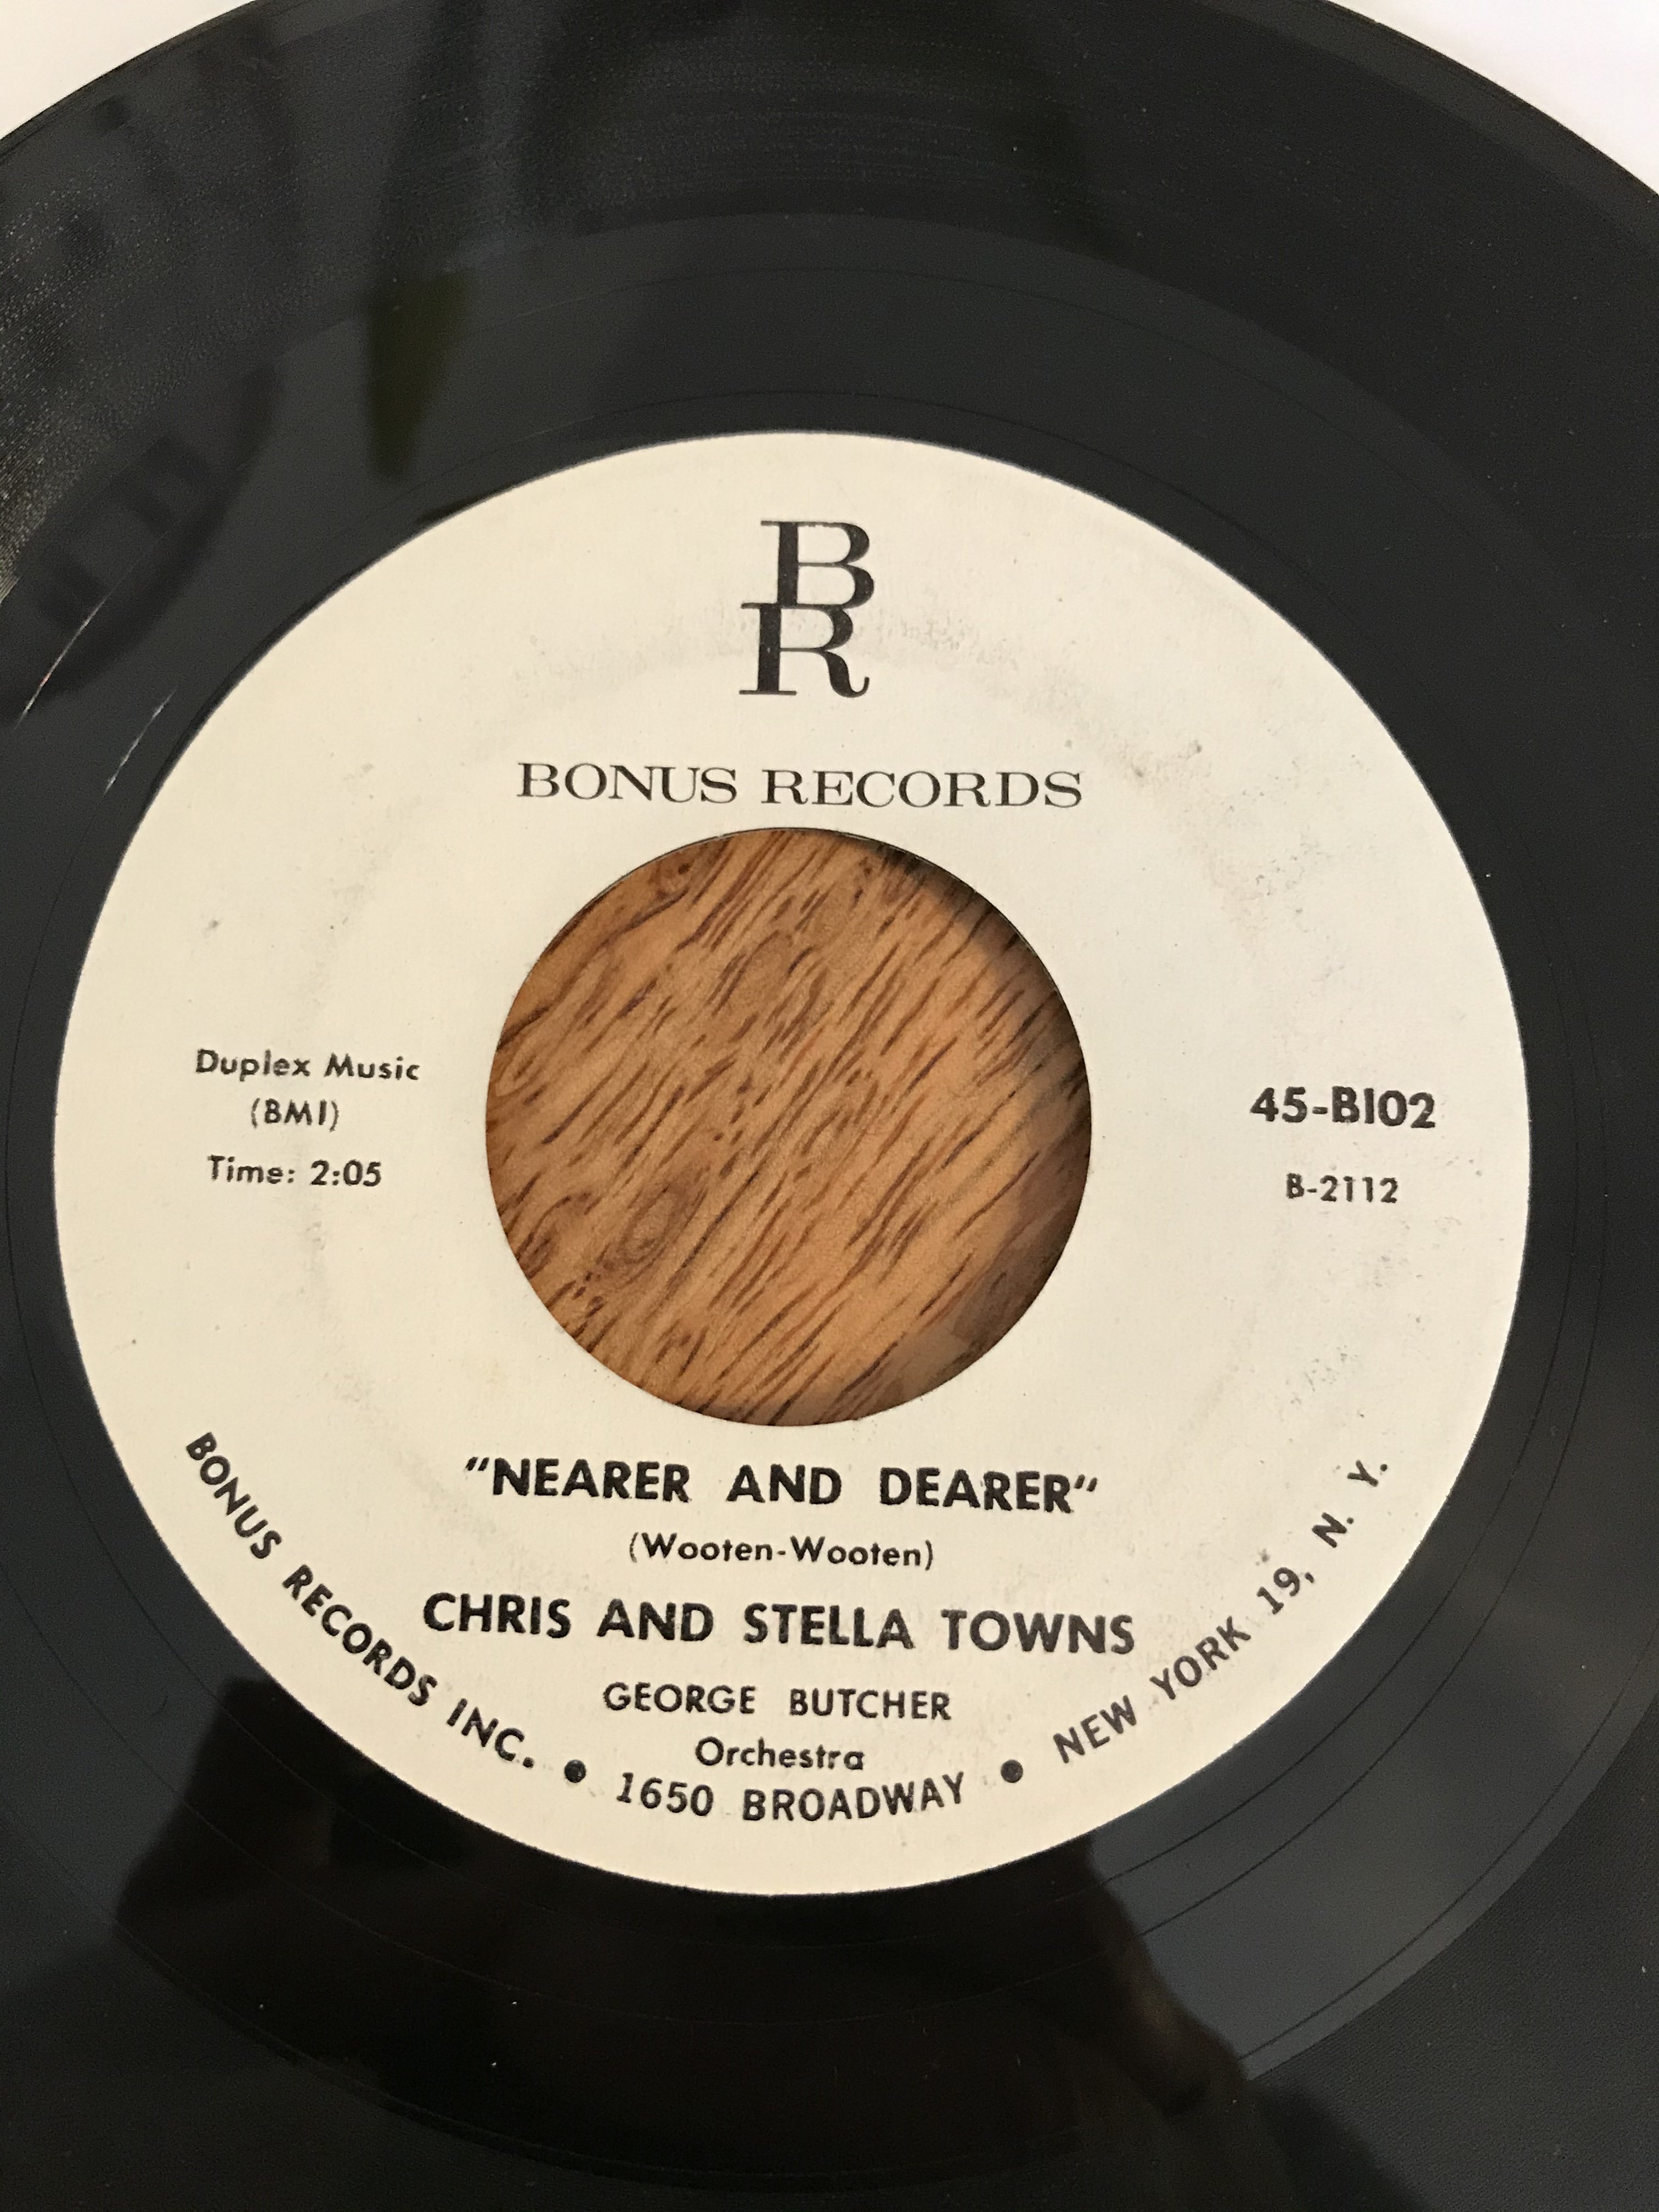 B
R
BONUS RECORDS
Duplex Music
(BMI)
Time: 2:05
45-B102
B-2112
"NEARER AND DEARER"
(Wooten-Wooten)
CHRIS AND STELLA TOWNS
GEORGE BUTCHER
Orchestra
BONUS RECORDS INC. • 1650 BROADWAY • NEW YORK 19, N. Y.